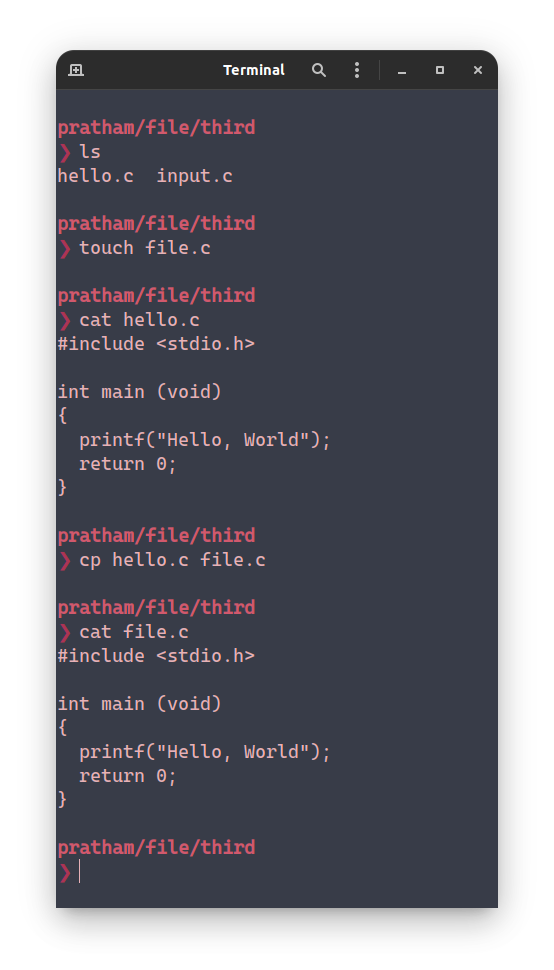 Terminal
pratham/file/third
❯ ls
hello.c  input.c
pratham/file/third
❯ touch file.c
pratham/file/third
❯ cat hello.c
#include <stdio.h>
int main (void)
{
  printf("Hello, World");
  return 0;
}
pratham/file/third
❯ cp hello.c file.c
pratham/file/third
❯ cat file.c
#include <stdio.h>
int main (void)
{
  printf("Hello, World");
  return 0;
}
pratham/file/third
❯